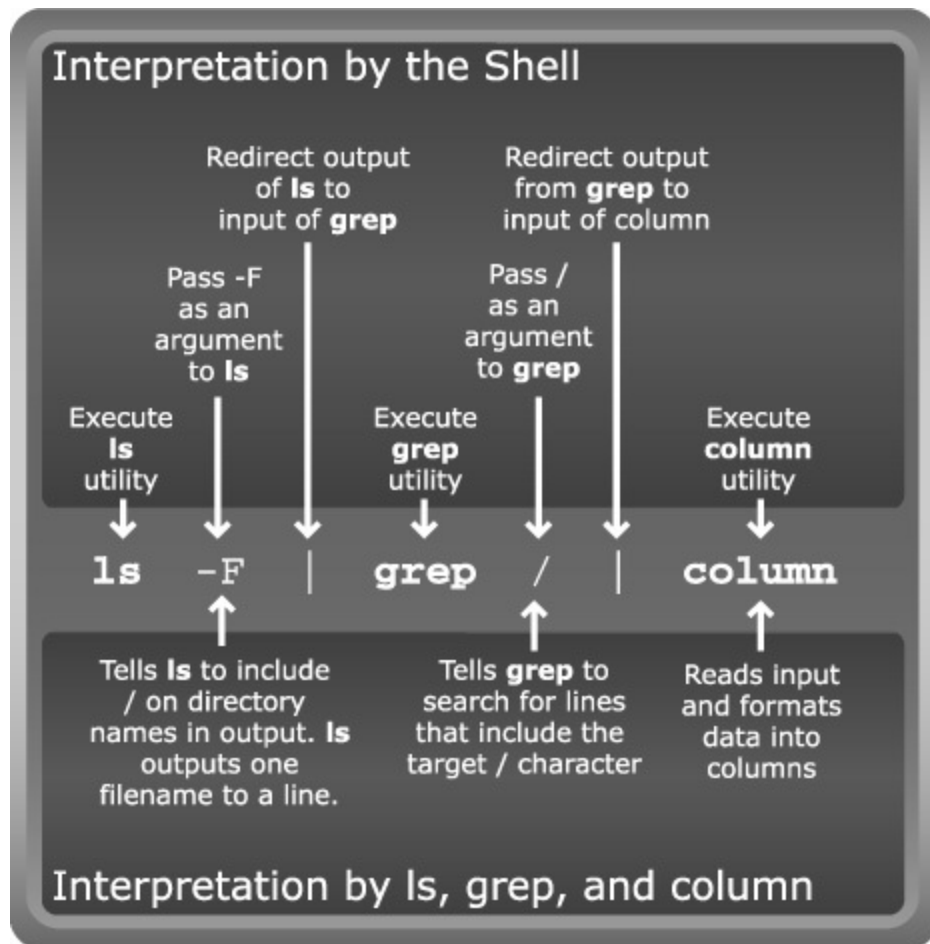 Interpretation by the Shell
Redirect output
of ls to
input of grep
Redirect output
from grep to
input of column
Pass -F
as an
argument
to ls
Pass /
as an
argument
to grep
Execute
ls
utility
Execute
grep
utility
Execute
column
utility
ls -F | grep / | column
Tells ls to include
/ on directory
names in output. ls
outputs one
filename to a line.
Tells grep to
search for lines
that include the
target / character
Reads input
and formats
data into
columns
Interpretation by ls, grep, and column